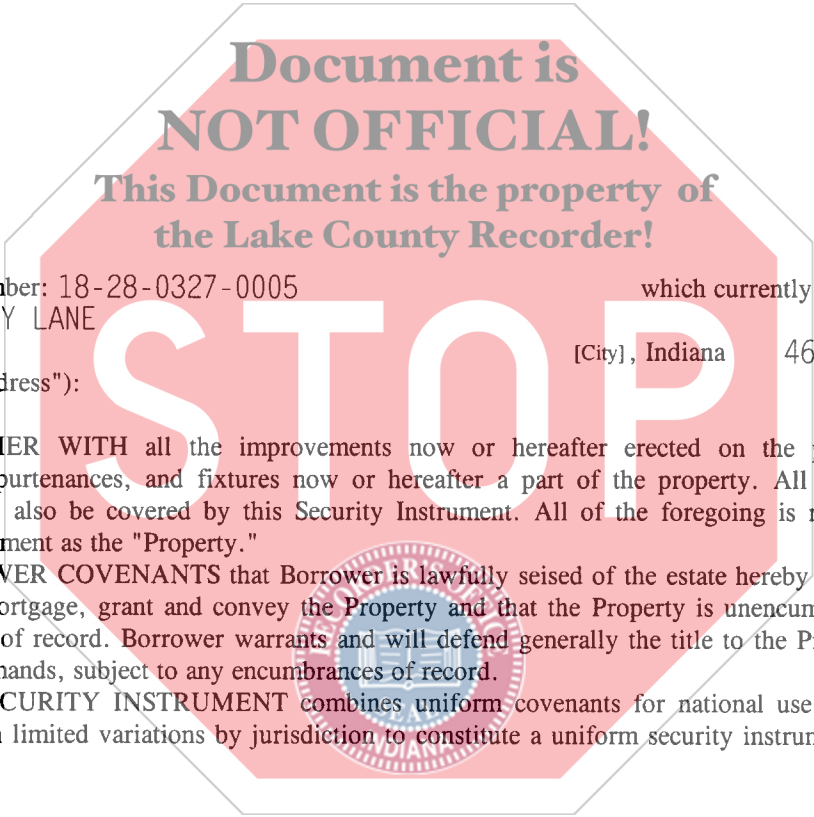 Document is
NOT OFFICIAL!
This Document is the property of
the Lake County Recorder!
ber: 18-28-0327-0005 which currently
Y LANE
[City], Indiana 46
dress"):
STOP
ER WITH all the improvements now or hereafter erected on the
purtenances, and fixtures now or hereafter a part of the property. All
also be covered by this Security Instrument. All of the foregoing is
ment as the "Property."
VER COVENANTS that Borrower is lawfully seised of the estate hereby
ortgage, grant and convey the Property and that the Property is unencum
of record. Borrower warrants and will defend generally the title to the P
nands, subject to any encumbrances of record.
CURITY INSTRUMENT combines uniform covenants for national use
limited variations by jurisdiction to constitute a uniform security instrum
RECORDER'S OFFIC
SEAL
INDIANA